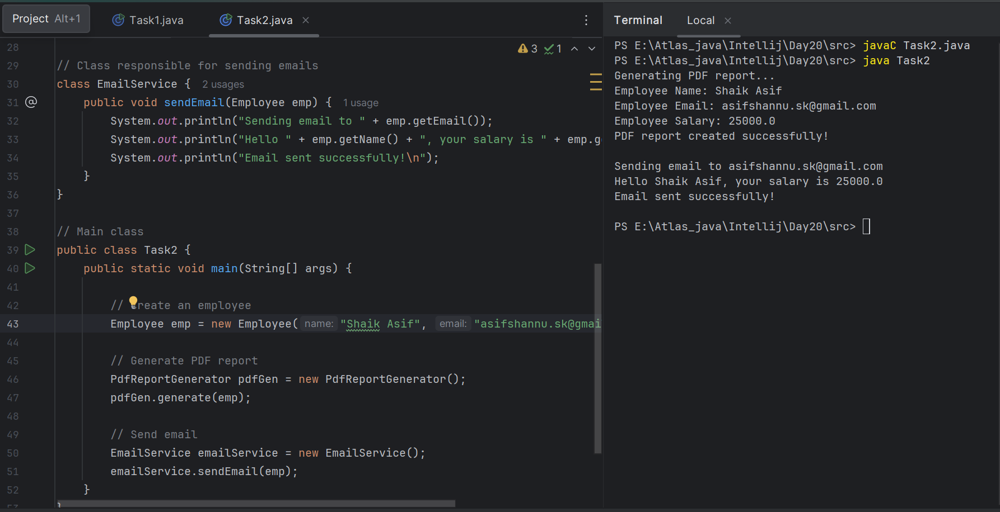 Project Alt+1
Task1.java
Task2.java
28
3 1
29 // Class responsible for sending emails
30 class EmailService { 2 usages
31 @ public void sendEmail(Employee emp) { 1 usage
32 System.out.println("Sending email to " + emp.getEmail());
33 System.out.println("Hello " + emp.getName() + ", your salary is " + emp.ge
34 System.out.println("Email sent successfully!\n");
35 }
36 }
37
38 // Main class
39 public class Task2 {
40 public static void main(String[] args) {
41
42 // Create an employee
43 Employee emp = new Employee( name: "Shaik Asif", email: "asifshannu.sk@gmai
44
45 // Generate PDF report
46 PdfReportGenerator pdfGen = new PdfReportGenerator();
47 pdfGen.generate(emp);
48
49 // Send email
50 EmailService emailService = new EmailService();
51 emailService.sendEmail(emp);
52 }
53 }
Terminal Local
PS E:\Atlas_java\Intellij\Day20\src> javaC Task2.java
PS E:\Atlas_java\Intellij\Day20\src> java Task2
Generating PDF report...
Employee Name: Shaik Asif
Employee Email: asifshannu.sk@gmail.com
Employee Salary: 25000.0
PDF report created successfully!
Sending email to asifshannu.sk@gmail.com
Hello Shaik Asif, your salary is 25000.0
Email sent successfully!
PS E:\Atlas_java\Intellij\Day20\src>